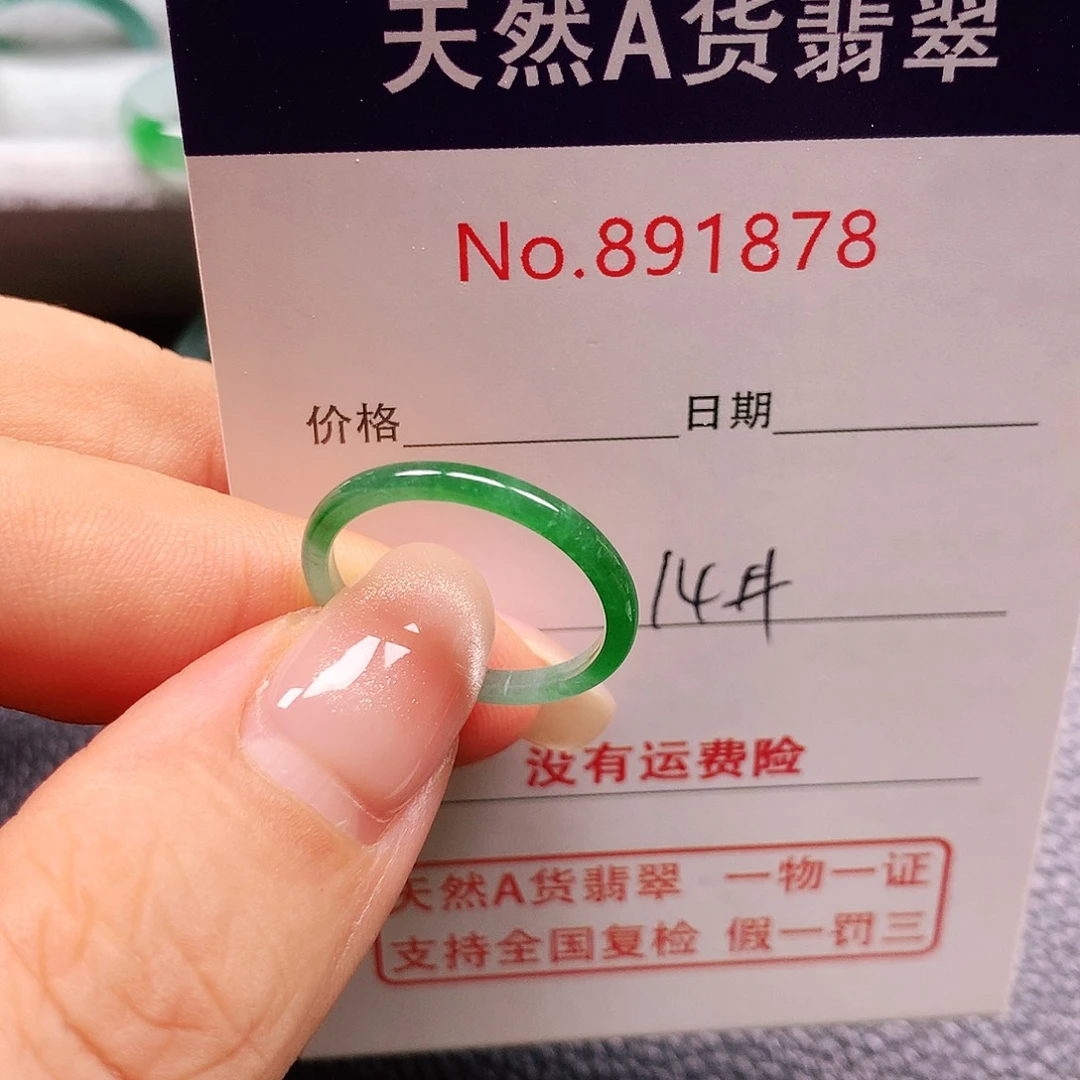 天然A货翡翠
No.891878
价格 日期
14#
没有运费险
天然A货翡翠 一物一证
支持全国复检 假一罚三